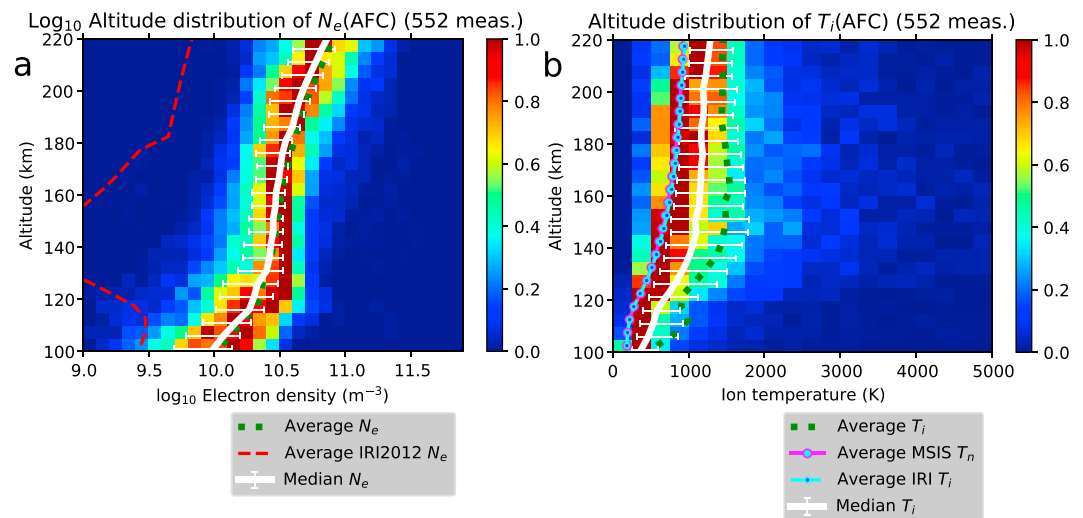 Log₁₀ Altitude distribution of Nₑ(AFC) (552 meas.)
a
220
200
180
160
140
120
100
Altitude (km)
9.0 9.5 10.0 10.5 11.0 11.5
log₁₀ Electron density (m⁻³)
1.0
0.8
0.6
0.4
0.2
0.0
Average Nₑ
Average IRI2012 Nₑ
Median Nₑ
Altitude distribution of Tᵢ(AFC) (552 meas.)
b
220
200
180
160
140
120
100
Altitude (km)
0 1000 2000 3000 4000 5000
Ion temperature (K)
1.0
0.8
0.6
0.4
0.2
0.0
Average Tᵢ
Average MSIS Tₙ
Average IRI Tᵢ
Median Tᵢ